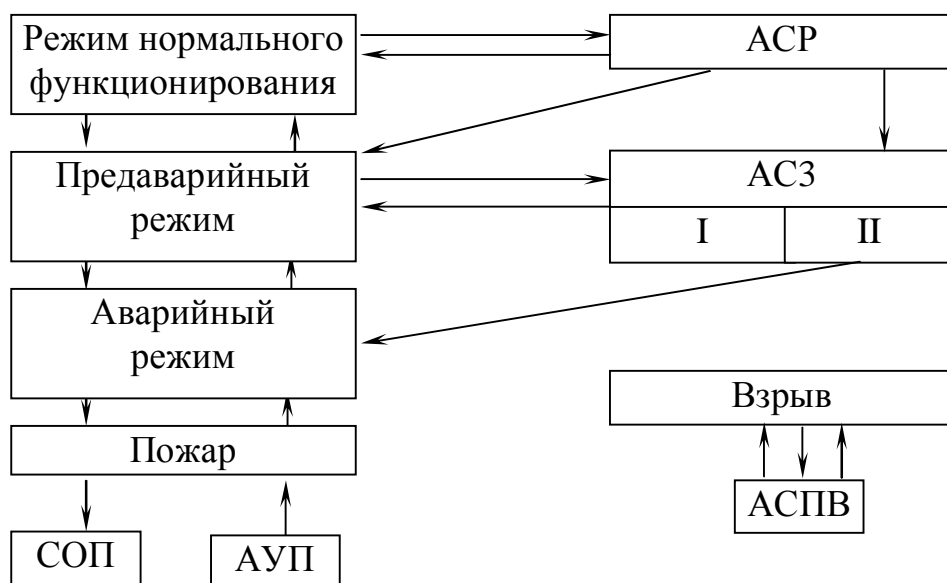 Режим нормального
функционирования
АСР
Предаварийный
режим
АСЗ
I
II
Аварийный
режим
Взрыв
Пожар
АСПВ
СОП
АУП